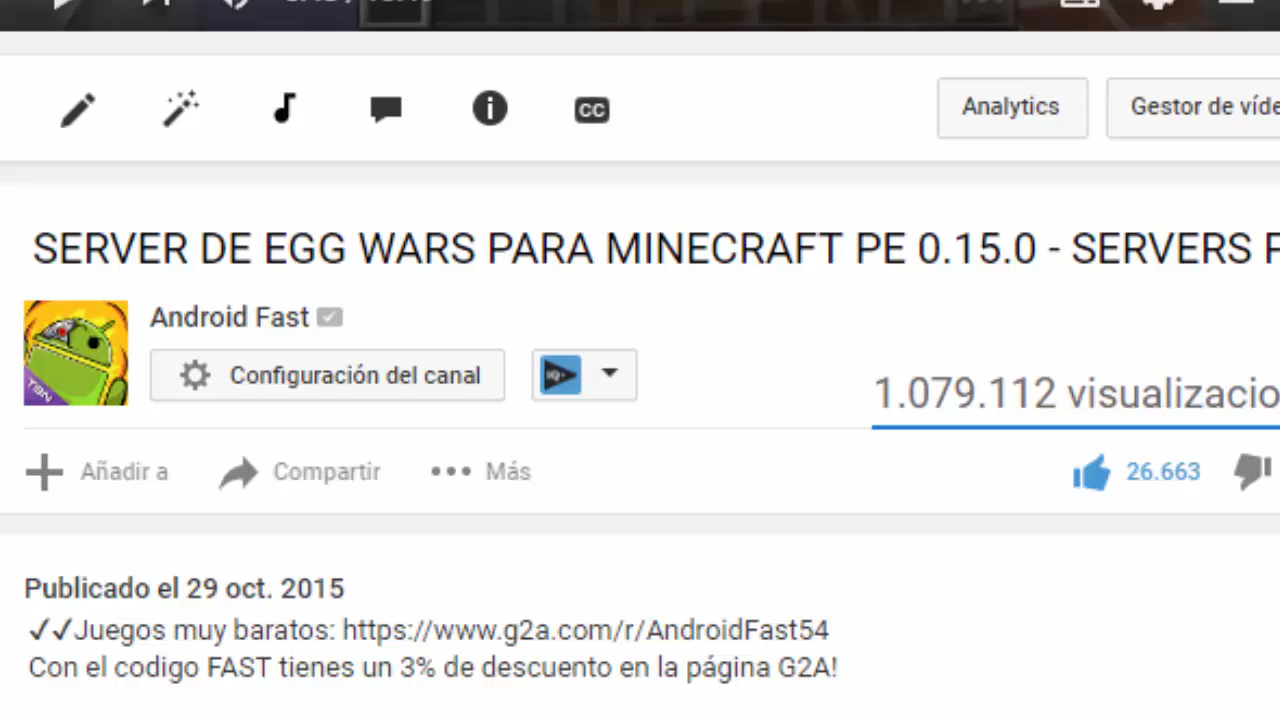 CC
Analytics
Gestor de víde
SERVER DE EGG WARS PARA MINECRAFT PE 0.15.0 - SERVERS P
Android Fast
TGN
Configuración del canal
1.079.112 visualizacio
Añadir a
Compartir
Más
26.663
Publicado el 29 oct. 2015
✓✓Juegos muy baratos: https://www.g2a.com/r/AndroidFast54
Con el codigo FAST tienes un 3% de descuento en la página G2A!